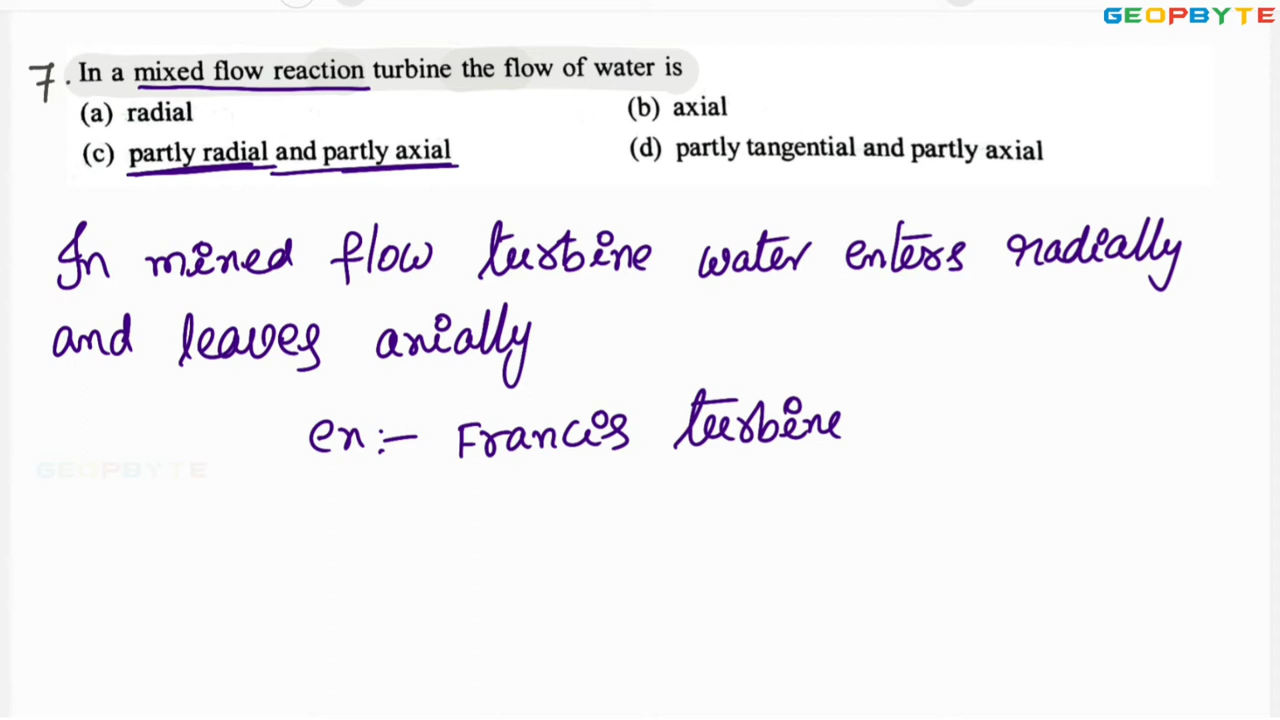 GEOPBYTE
7. In a mixed flow reaction turbine the flow of water is
(a) radial (b) axial
(c) partly radial and partly axial (d) partly tangential and partly axial
In mixed flow turbine water enters radially
and leaves axially
ex:- Francis turbine
GEOPBYTE